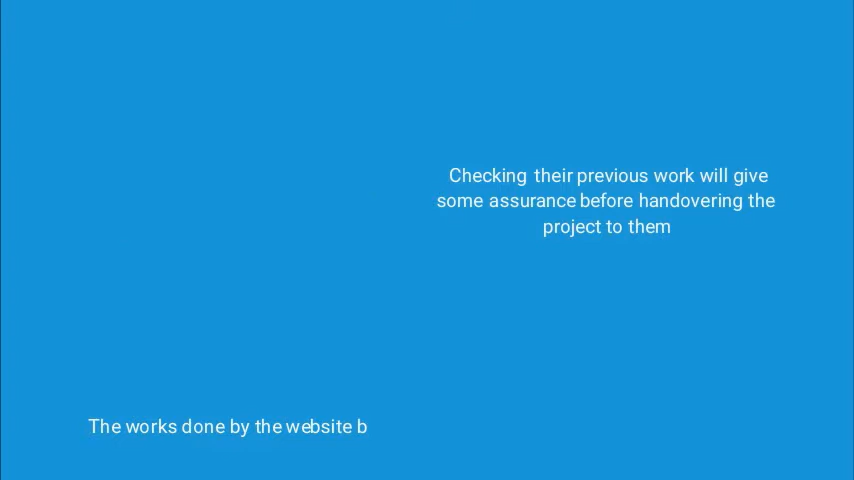 Checking their previous work will give
some assurance before handovering the
project to them
The works done by the website b